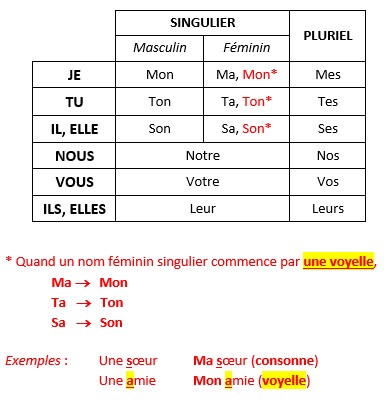 SINGULIER PLURIEL
Masculin Féminin
JE Mon Ma, Mon* Mes
TU Ton Ta, Ton* Tes
IL, ELLE Son Sa, Son* Ses
NOUS Notre Nos
VOUS Votre Vos
ILS, ELLES Leur Leurs
* Quand un nom féminin singulier commence par une voyelle,
Ma → Mon
Ta → Ton
Sa → Son
Exemples : Une sœur Ma sœur (consonne)
Une amie Mon amie (voyelle)